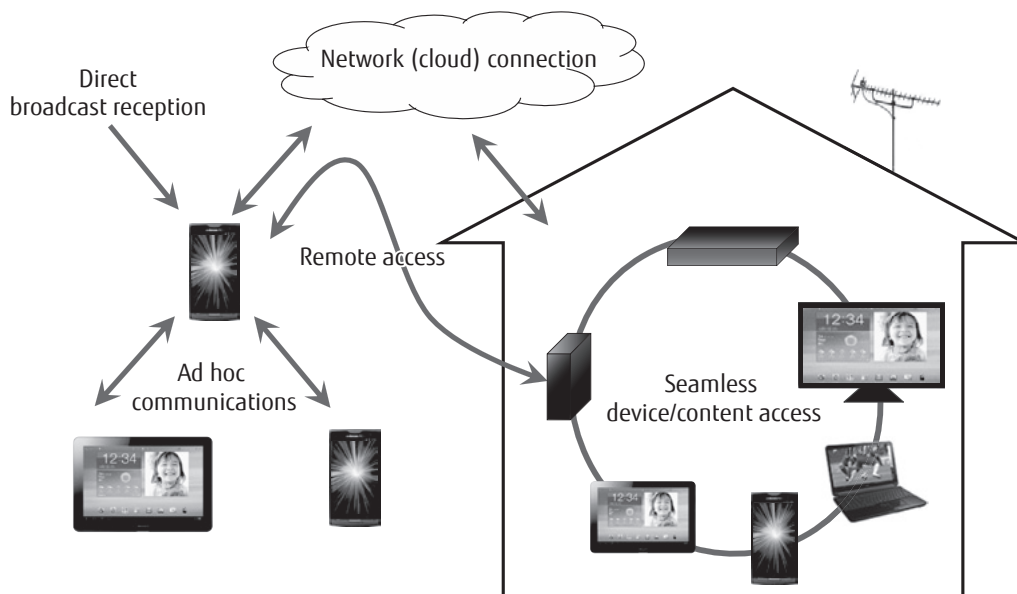 Network (cloud) connection
Direct
broadcast reception
Remote access
Ad hoc
communications
Seamless
device/content access
12:34
12:34
12:34